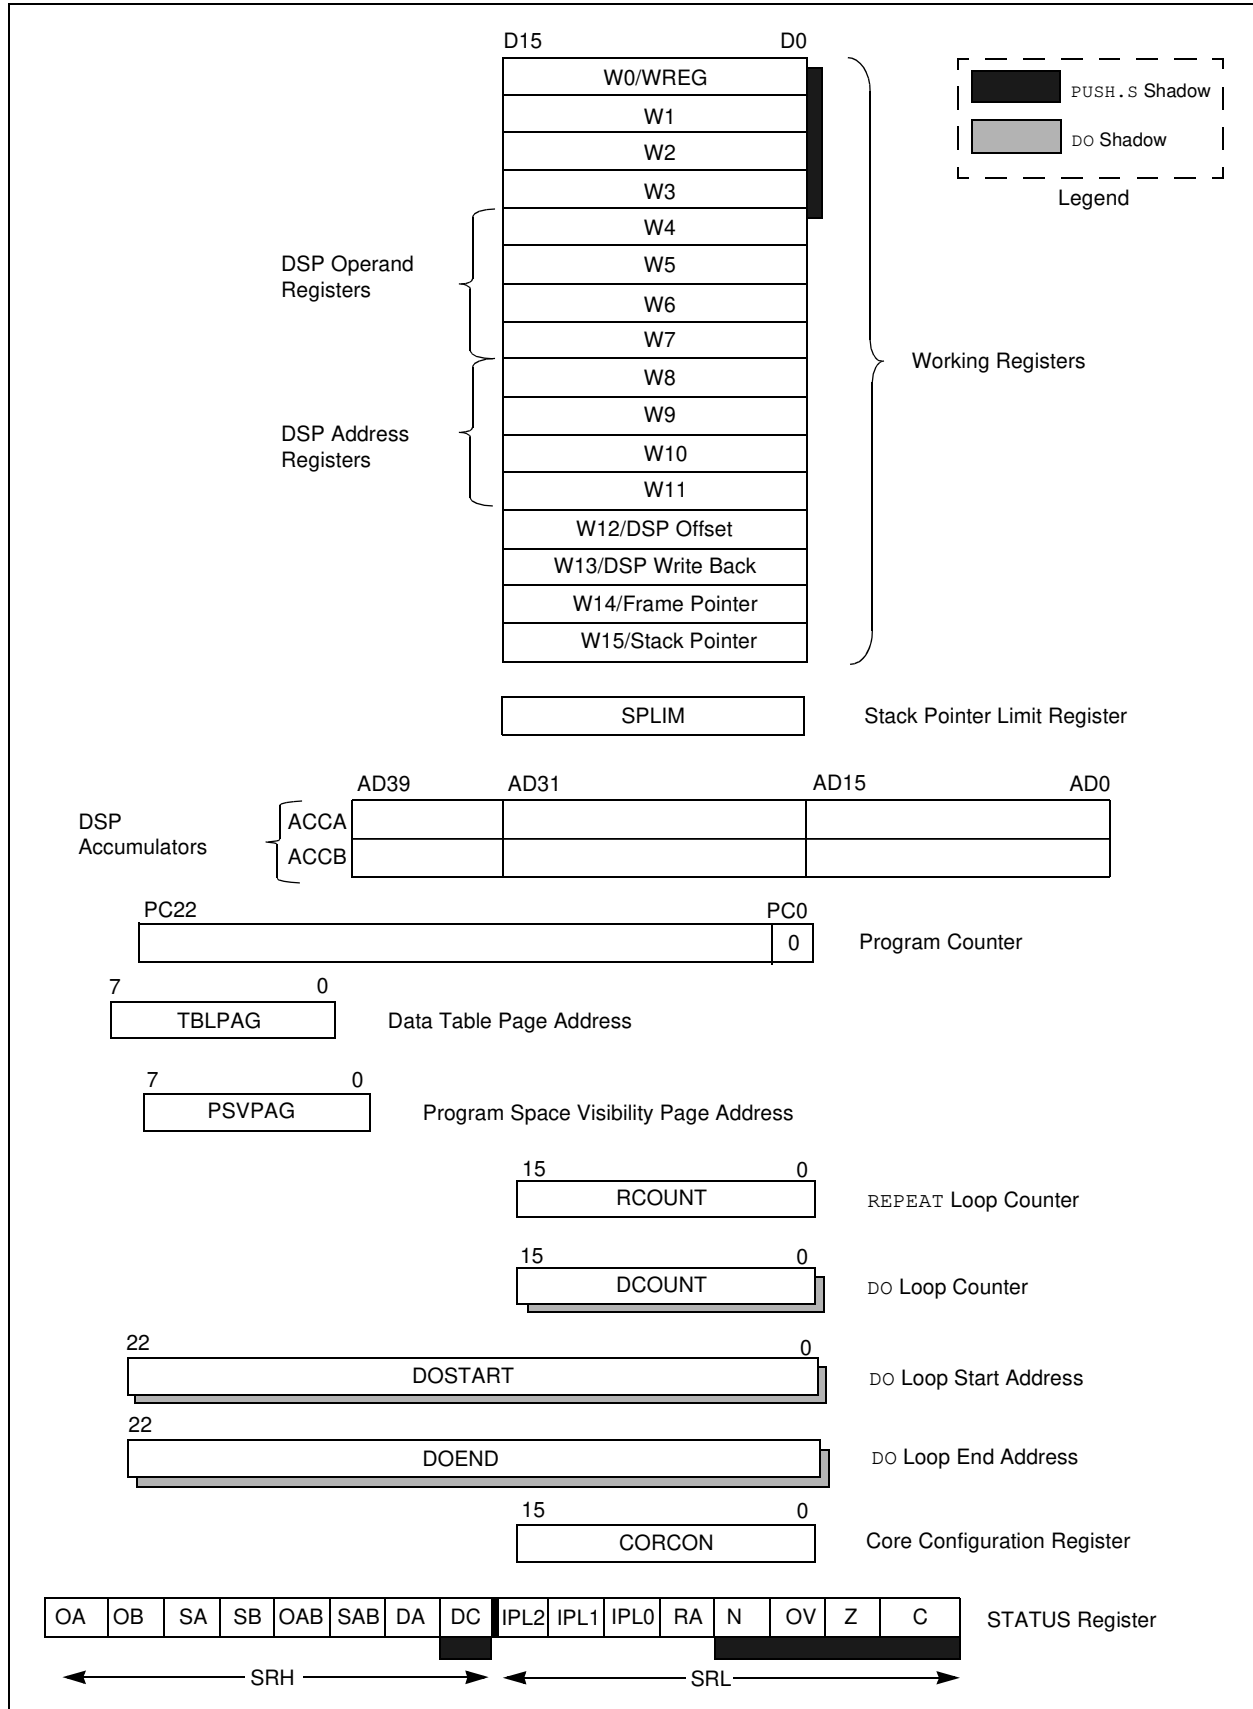 D15 D0
W0/WREG
W1
W2
W3
W4
W5
W6
W7
W8
W9
W10
W11
W12/DSP Offset
W13/DSP Write Back
W14/Frame Pointer
W15/Stack Pointer
PUSH.S Shadow
DO Shadow
Legend
DSP Operand
Registers
DSP Address
Registers
Working Registers
SPLIM Stack Pointer Limit Register
AD39 AD31 AD15 AD0
DSP
Accumulators
ACCA
ACCB
PC22 PC0
0 Program Counter
7 0
TBLPAG Data Table Page Address
7 0
PSVPAG Program Space Visibility Page Address
15 0
RCOUNT REPEAT Loop Counter
15 0
DCOUNT DO Loop Counter
22 0
DOSTART DO Loop Start Address
22
DOEND DO Loop End Address
15 0
CORCON Core Configuration Register
OA OB SA SB OAB SAB DA DC IPL2 IPL1 IPL0 RA N OV Z C STATUS Register
SRH SRL